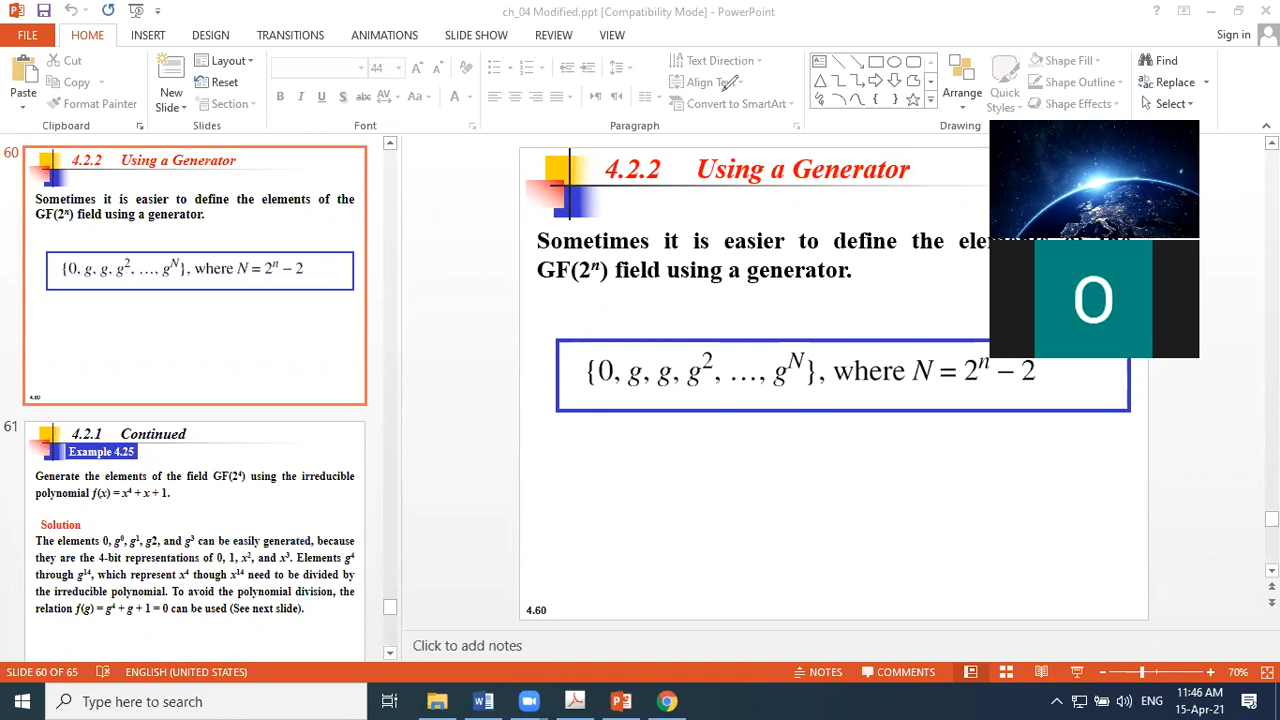 ch_04 Modified.ppt [Compatibility Mode] - PowerPoint
?
FILE HOME INSERT DESIGN TRANSITIONS ANIMATIONS SLIDE SHOW REVIEW VIEW Sign in
Paste
Cut
Copy
Format Painter
Clipboard
New
Slide
Layout
Reset
Section
Slides
44
B I U S abc AV Aa A
Font
Text Direction
Align Text
Convert to SmartArt
Paragraph
Arrange
Quick
Styles
Shape Fill
Shape Outline
Shape Effects
Drawing
Find
Replace
Select
Editing
60
4.2.2 Using a Generator
Sometimes it is easier to define the elements of the
GF(2ⁿ) field using a generator.
{0, g, g, g², …, gᴺ}, where N = 2ⁿ − 2
4.60
61
4.2.1 Continued
Example 4.25
Generate the elements of the field GF(2⁴) using the irreducible
polynomial f(x) = x⁴ + x + 1.
Solution
The elements 0, g⁰, g¹, g2, and g³ can be easily generated, because
they are the 4-bit representations of 0, 1, x², and x³. Elements g⁴
through g¹⁴, which represent x⁴ though x¹⁴ need to be divided by
the irreducible polynomial. To avoid the polynomial division, the
relation f(g) = g⁴ + g + 1 = 0 can be used (See next slide).
4.2.2 Using a Generator
Sometimes it is easier to define the
GF(2ⁿ) field using a generator.
{0, g, g, g², …, gᴺ}, where N = 2ⁿ − 2
4.60
O
Click to add notes
SLIDE 60 OF 65 ENGLISH (UNITED STATES) NOTES COMMENTS 70%
Type here to search
ENG
11:46 AM
15-Apr-21